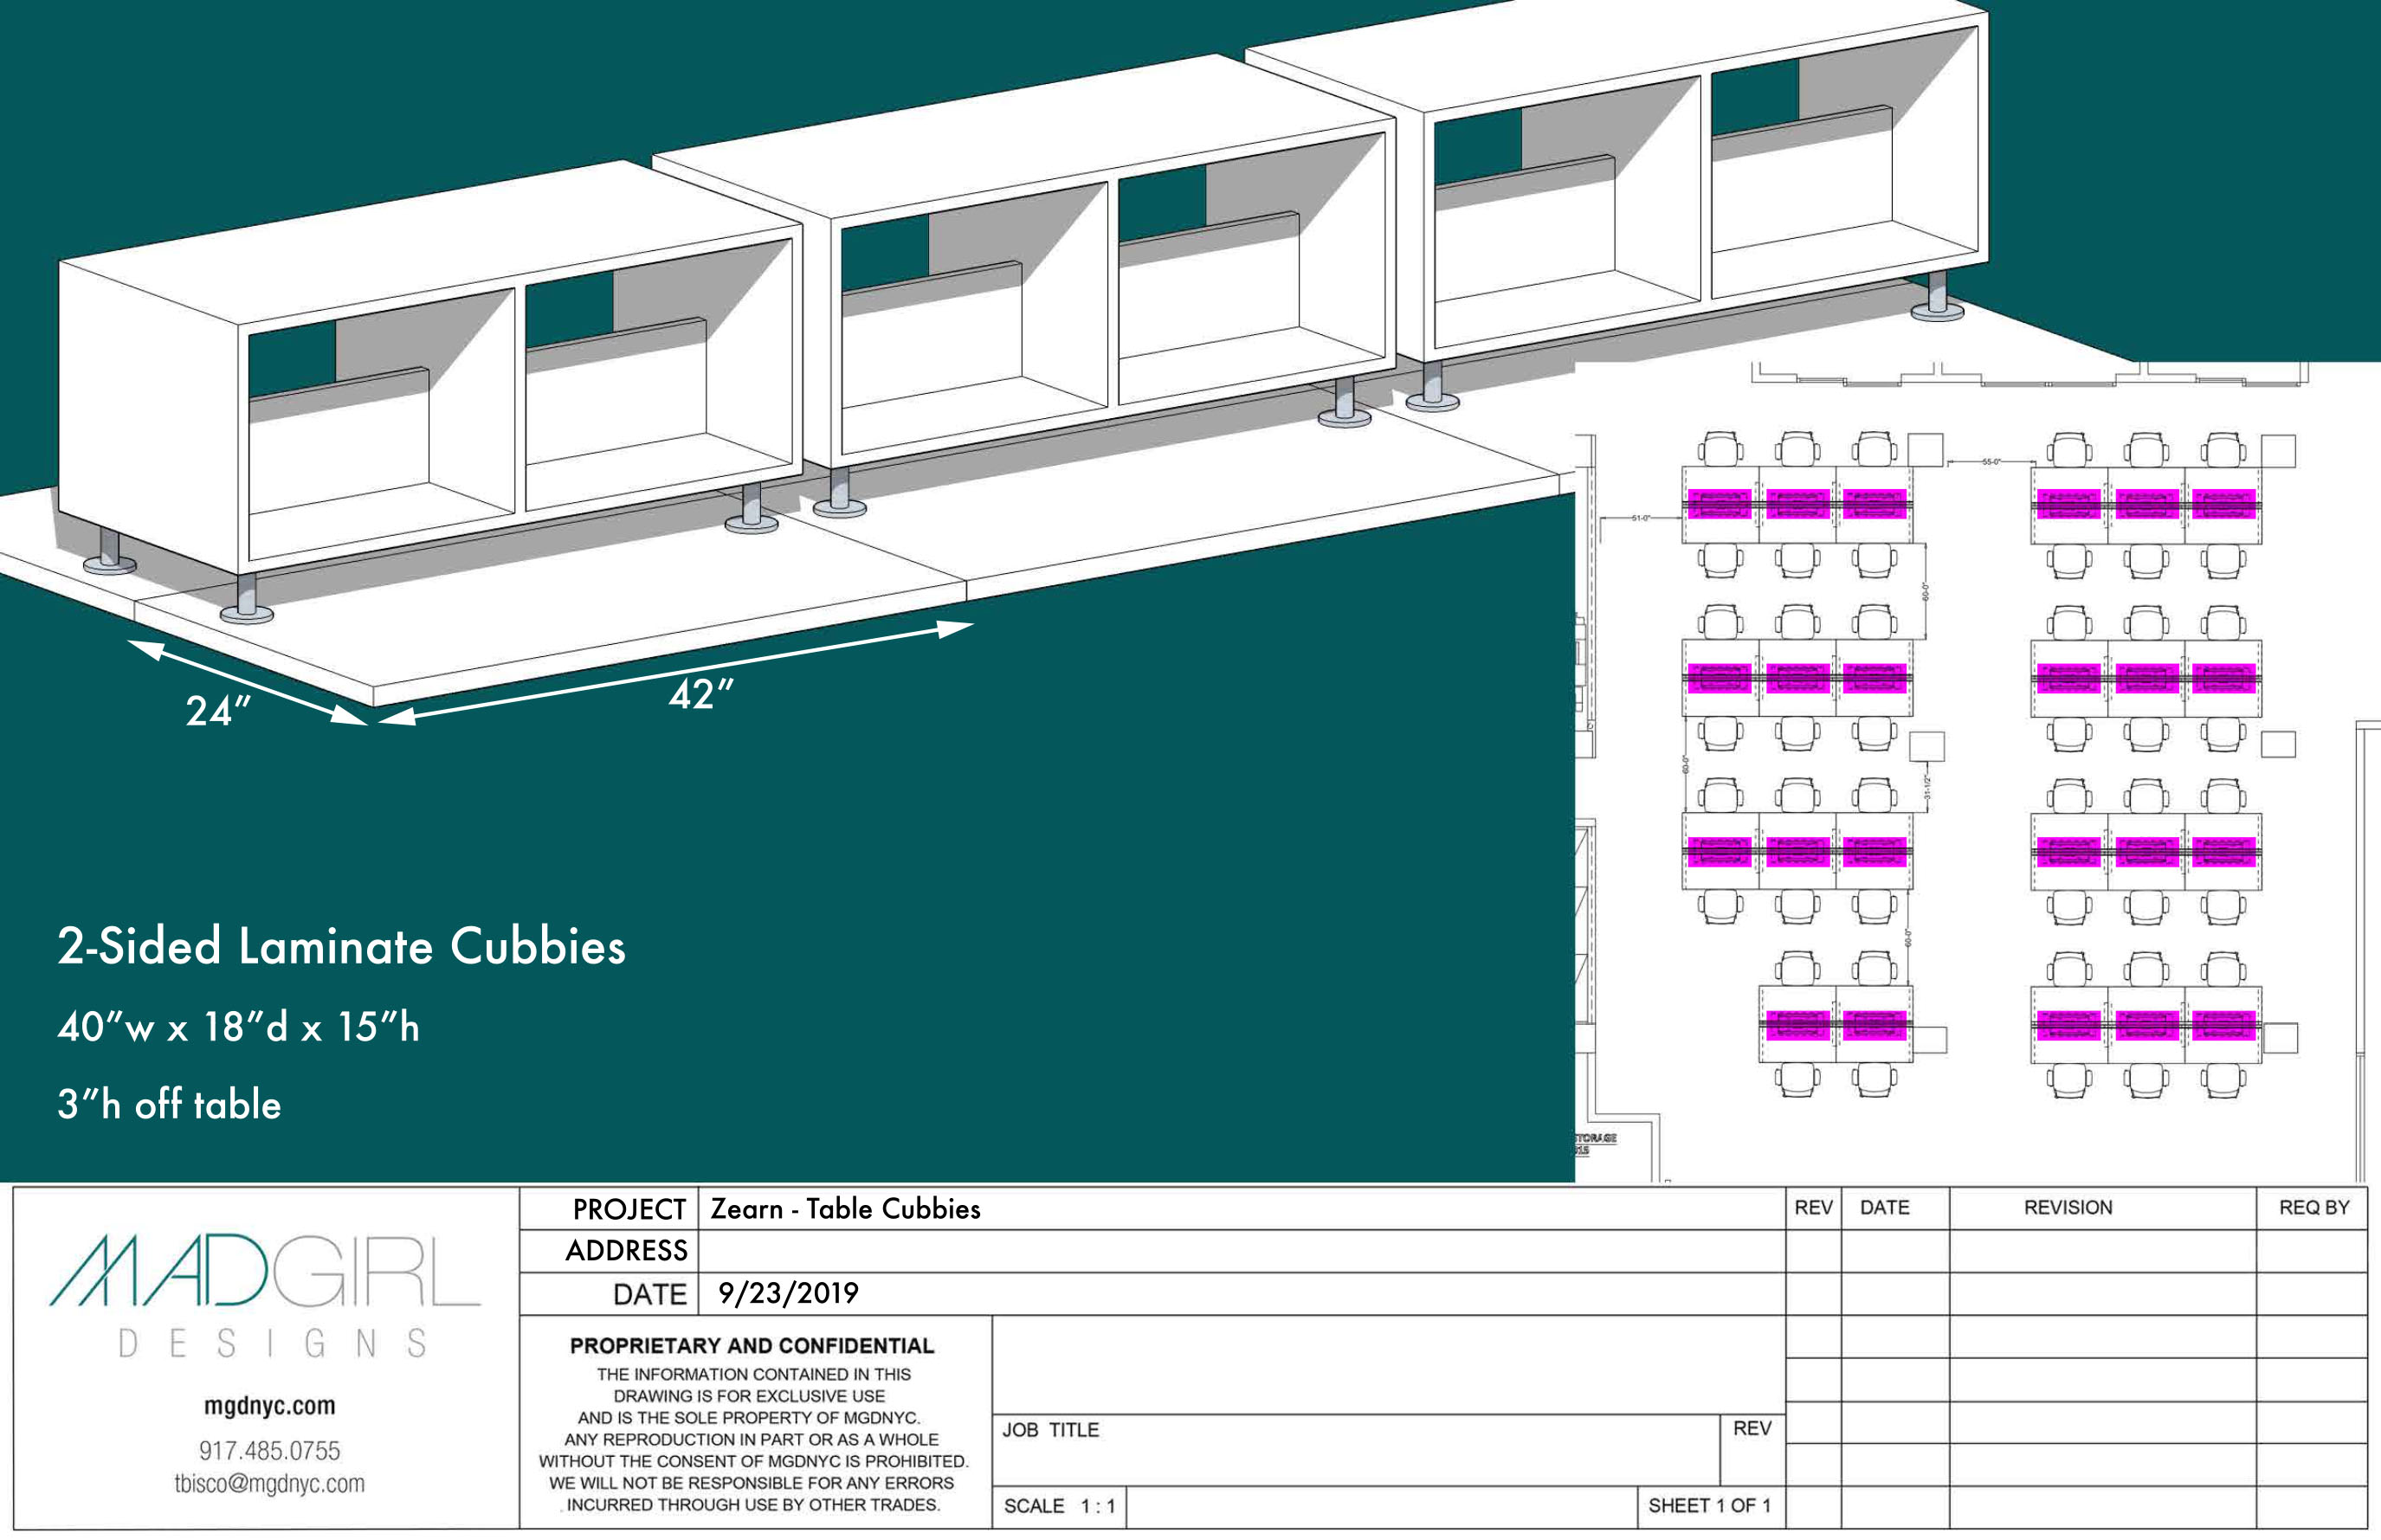 24″
42″
55-0"
51-0"
60-0"
60-0"
31-1/2"
60-0"
2-Sided Laminate Cubbies
40″w x 18″d x 15″h
3″h off table
TORAGE
PROJECT
Zearn - Table Cubbies
ADDRESS
DATE
9/23/2019
REV
DATE
REVISION
REQ BY
MADGIRL
DESIGNS
mgdnyc.com
917.485.0755
tbisco@mgdnyc.com
PROPRIETARY AND CONFIDENTIAL
THE INFORMATION CONTAINED IN THIS
DRAWING IS FOR EXCLUSIVE USE
AND IS THE SOLE PROPERTY OF MGDNYC.
ANY REPRODUCTION IN PART OR AS A WHOLE
WITHOUT THE CONSENT OF MGDNYC IS PROHIBITED.
WE WILL NOT BE RESPONSIBLE FOR ANY ERRORS
INCURRED THROUGH USE BY OTHER TRADES.
JOB TITLE
REV
SCALE 1 : 1
SHEET 1 OF 1